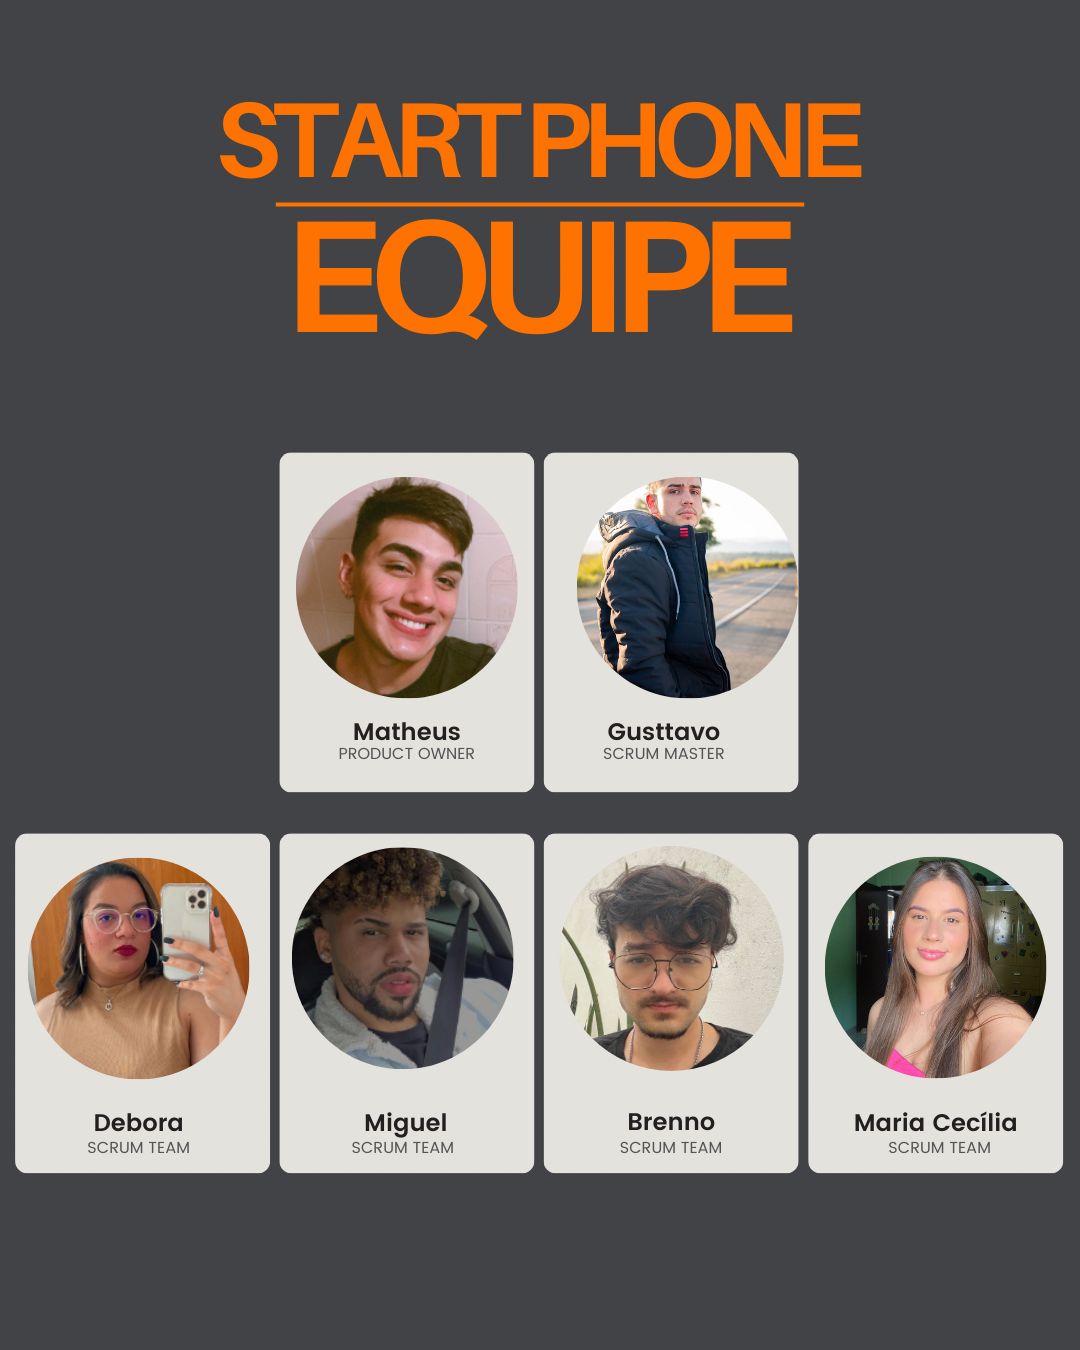 START PHONE
EQUIPE
Matheus
PRODUCT OWNER
Gusttavo
SCRUM MASTER
Debora
SCRUM TEAM
Miguel
SCRUM TEAM
Brenno
SCRUM TEAM
Maria Cecília
SCRUM TEAM